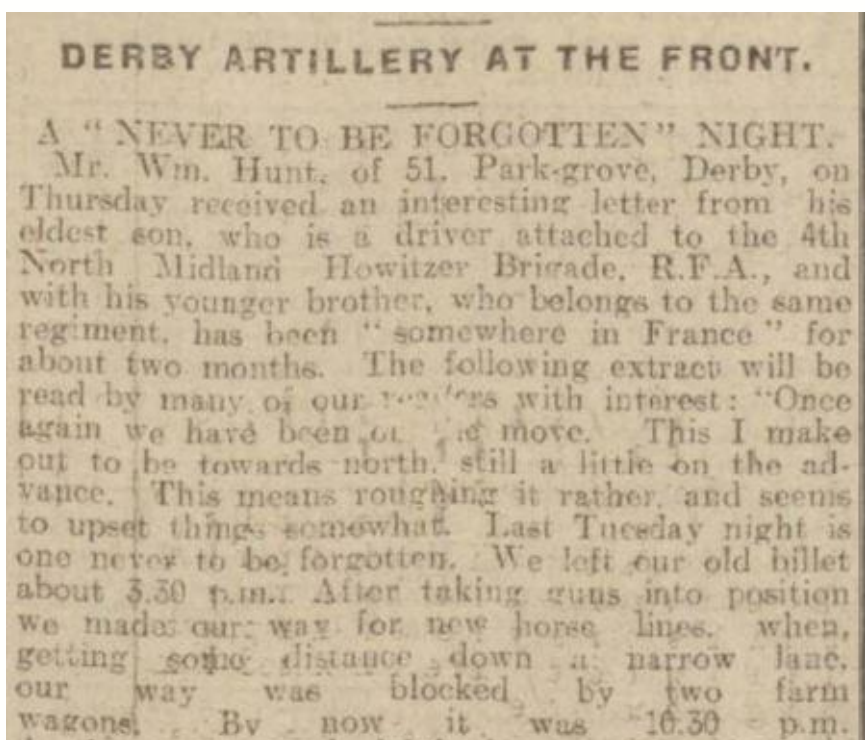 DERBY ARTILLERY AT THE FRONT.
A "NEVER TO BE FORGOTTEN" NIGHT.
Mr. Wm. Hunt, of 51, Park-grove, Derby, on
Thursday received an interesting letter from his
eldest son, who is a driver attached to the 4th
North Midland Howitzer Brigade, R.F.A., and
with his younger brother, who belongs to the same
regiment, has been "somewhere in France" for
about two months. The following extract will be
read by many of our readers with interest: "Once
again we have been on the move. This I make
out to be towards north, still a little on the ad-
vance. This means roughing it rather, and seems
to upset things somewhat. Last Tuesday night is
one never to be forgotten. We left our old billet
about 3.30 p.m. After taking guns into position
we made our way for new horse lines, when,
getting some distance down a narrow lane,
our way was blocked by two farm
wagons. By now it was 10.30 p.m.